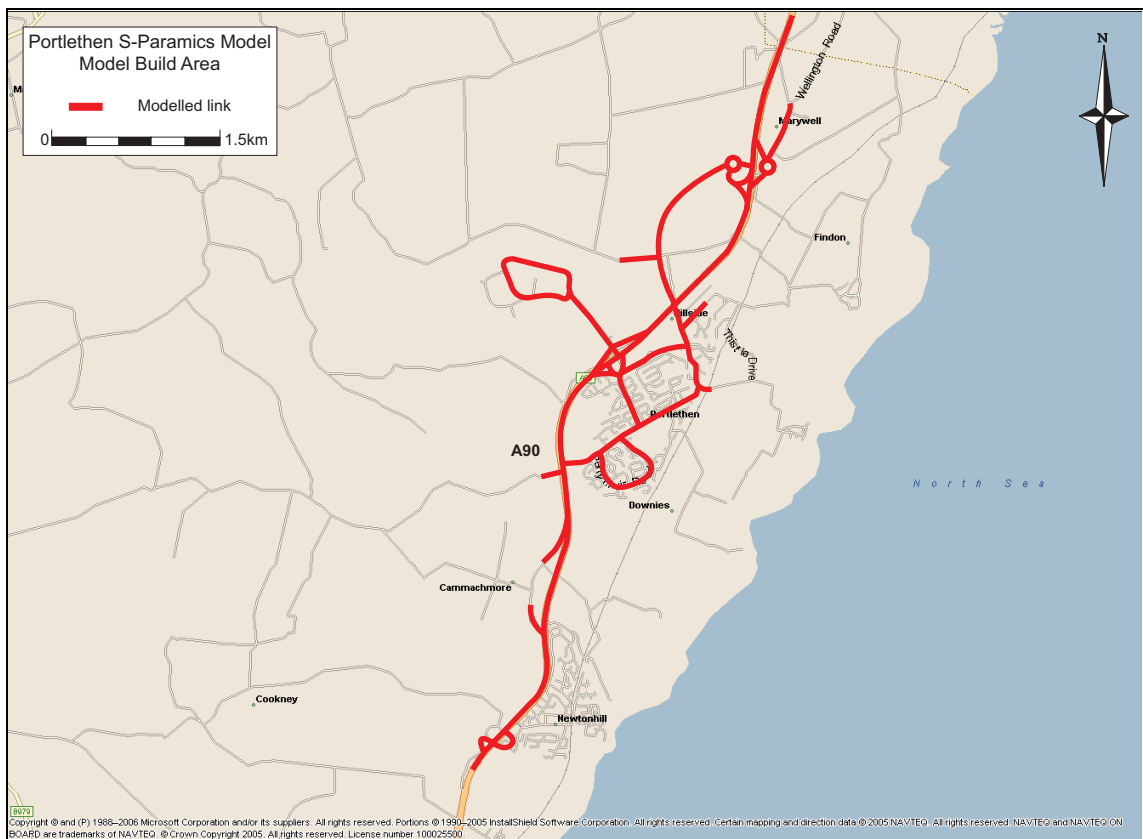 Portlethen S-Paramics Model
Model Build Area
Modelled link
0 1.5km
N
Wellington Road
Marywell
Findon
Drive
Portlethen
A90
North Sea
Downies
Cammachmore
Cookney
Newtonhill
B979
Copyright © and (P) 1988–2006 Microsoft Corporation and/or its suppliers. All rights reserved. Portions © 1990–2005 InstallShield Software Corporation. All rights reserved. Certain mapping and direction data © 2005 NAVTEQ. All rights reserved. NAVTEQ and NAVTEQ ON
BOARD are trademarks of NAVTEQ. © Crown Copyright 2005. All rights reserved. License number 100025500.